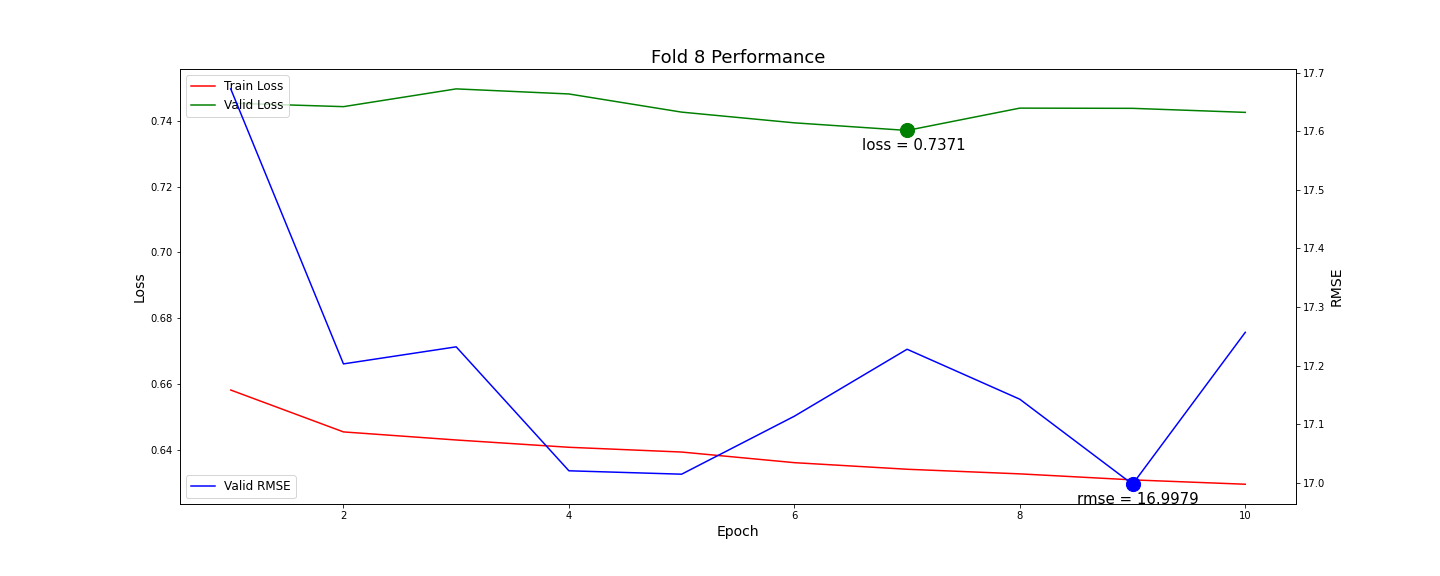 Fold 8 Performance
Train Loss
Valid Loss
Valid RMSE
loss = 0.7371
rmse = 16.9979
Loss
0.74
0.72
0.70
0.68
0.66
0.64
RMSE
17.7
17.6
17.5
17.4
17.3
17.2
17.1
17.0
2
4
6
8
10
Epoch